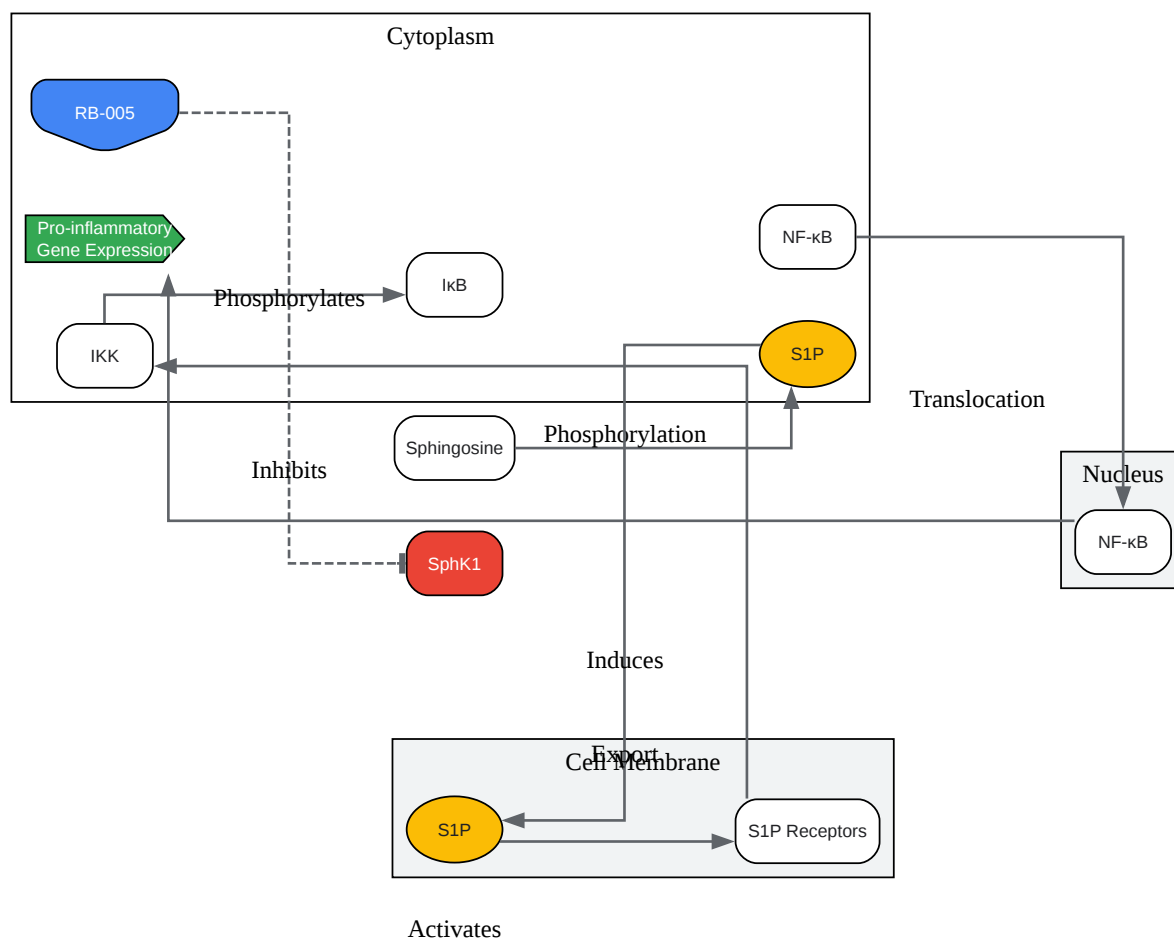 Cytoplasm
RB-005
Pro-inflammatory
Gene Expression
NF-κB
IκB
Phosphorylates
IKK
S1P
Translocation
Phosphorylation
Sphingosine
Inhibits
Nucleus
NF-κB
SphK1
Induces
Export
Cell Membrane
S1P
S1P Receptors
Activates